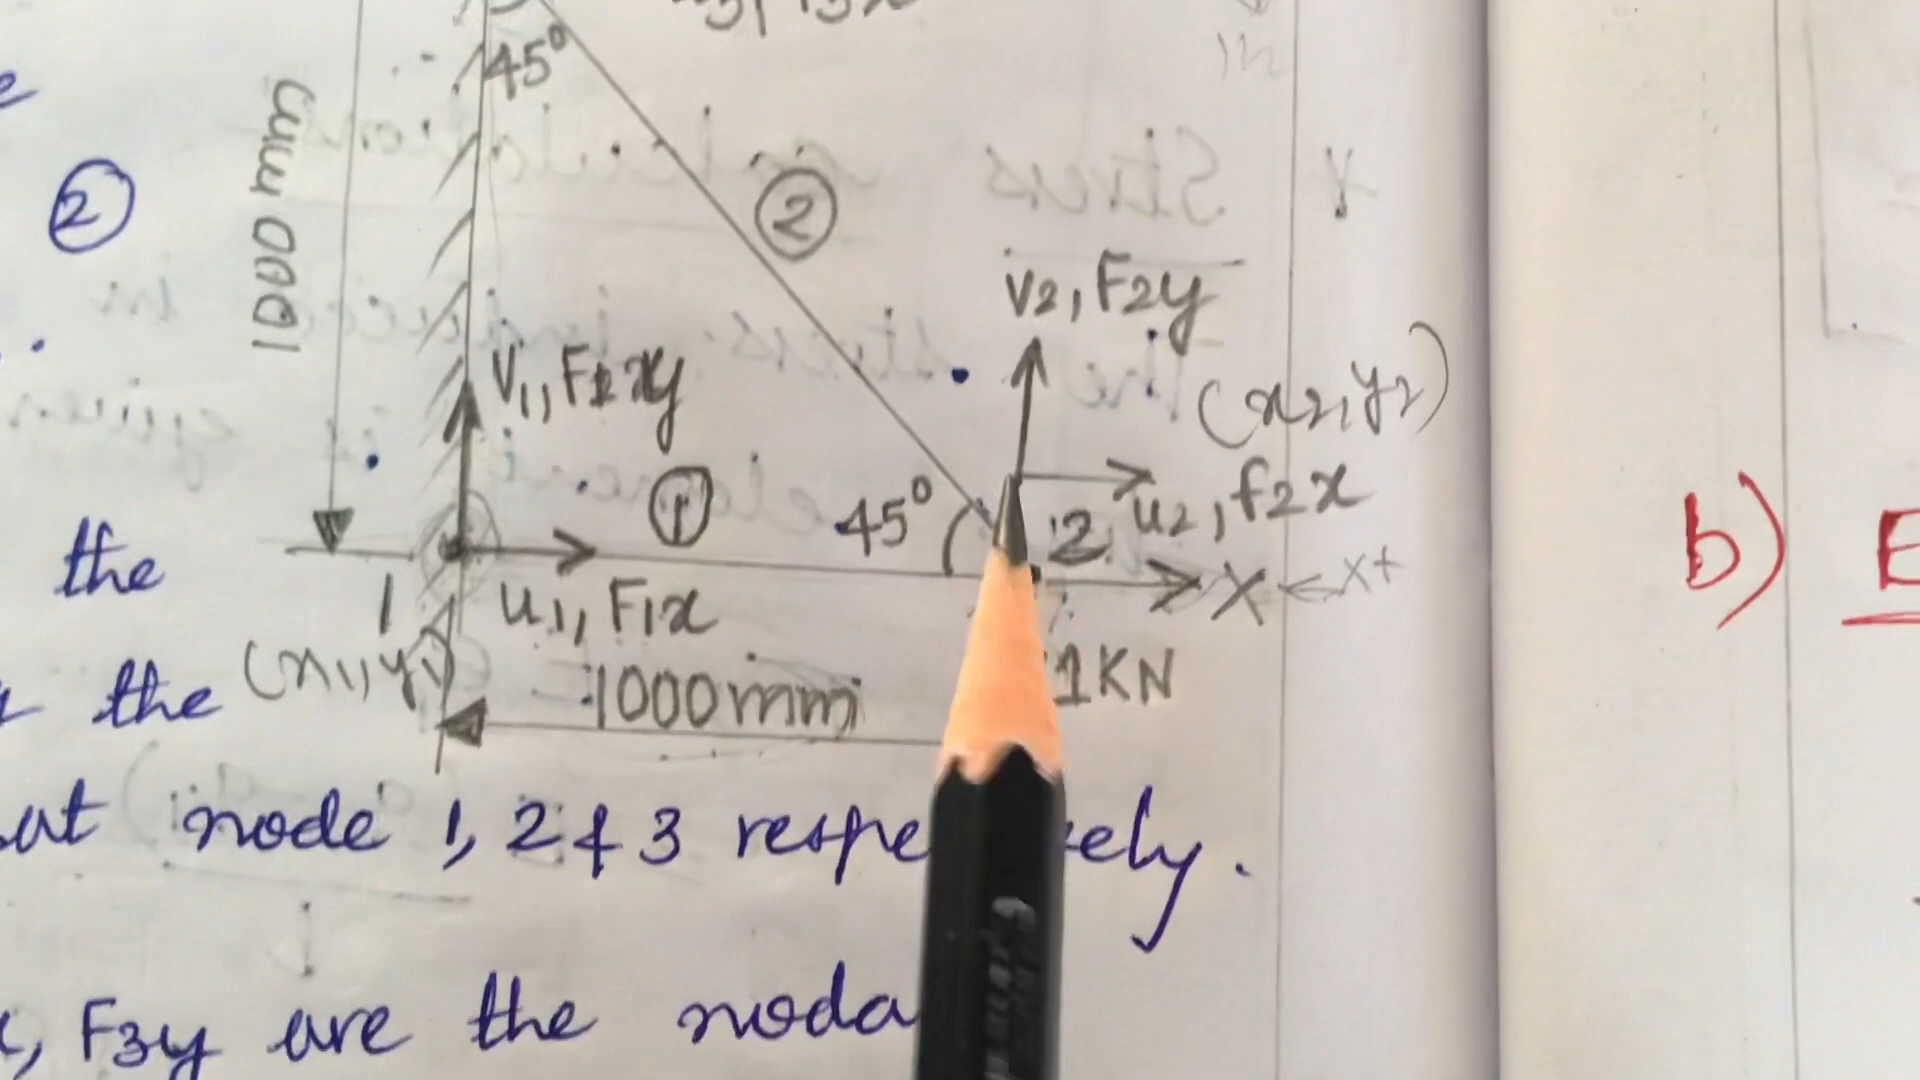 45°
1000 mm
2
2
V2, F2y
V1, F1xy
(x2, y2)
1
45°
2
u2, f2x
the
1
u1, F1x
X ← x+
b) E
the (x1, y1)
1000mm
1KN
at node 1, 2 & 3 respe ely.
, F3y are the noda